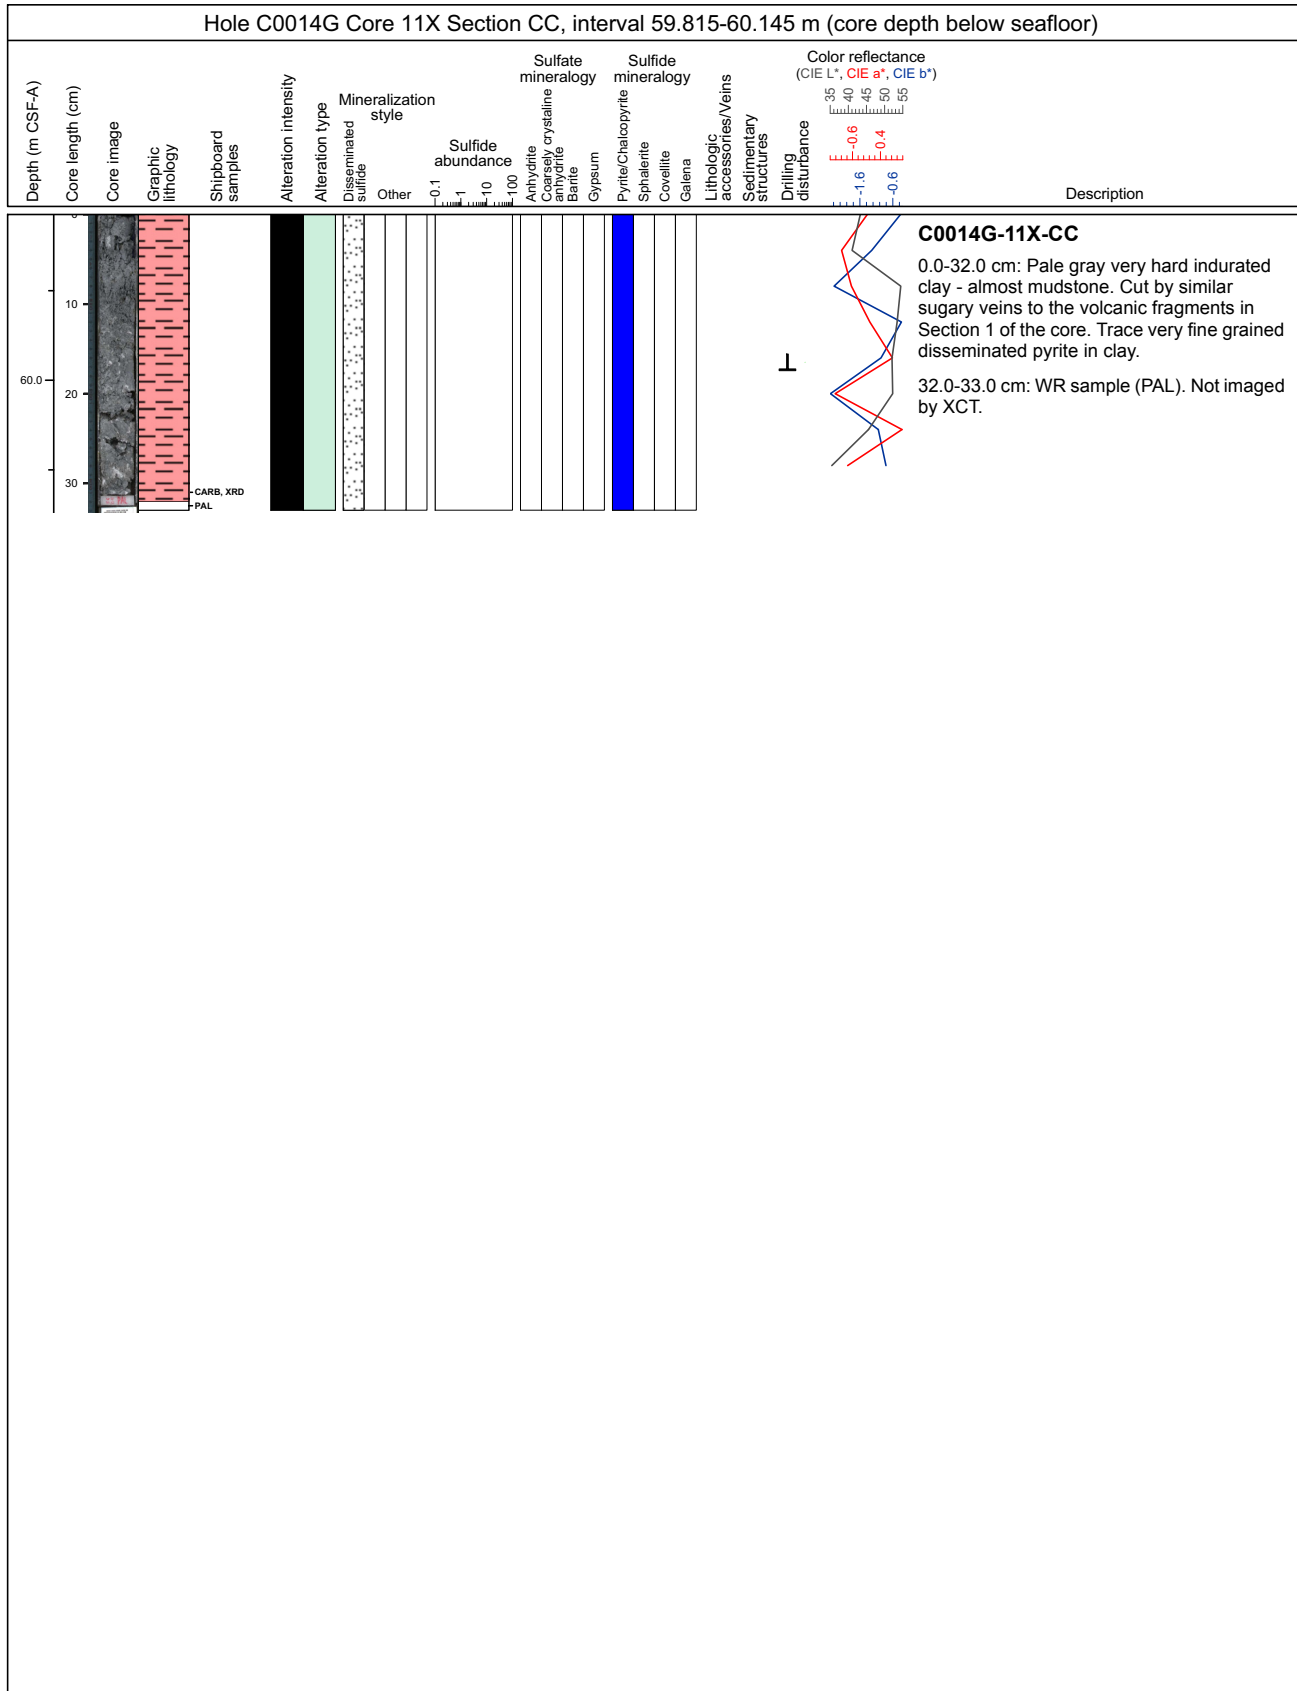 Hole C0014G Core 11X Section CC, interval 59.815-60.145 m (core depth below seafloor)
Depth (m CSF-A)
Core length (cm)
Core image
Graphic
lithology
Shipboard
samples
Alteration intensity
Alteration type
Mineralization
style
Disseminated
sulfide
Other
Sulfide
abundance
0.1
1
10
100
Sulfate
mineralogy
Anhydrite
Coarsely crystaline
anhydrite
Barite
Gypsum
Sulfide
mineralogy
Pyrite/Chalcopyrite
Sphalerite
Covellite
Galena
Lithologic
accessories/Veins
Sedimentary
structures
Drilling
disturbance
Color reflectance
(CIE L*, CIE a*, CIE b*)
35
40
45
50
55
-0.6
0.4
-1.6
-0.6
Description
10
20
30
60.0
CARB, XRD
PAL
C0014G-11X-CC
0.0-32.0 cm: Pale gray very hard indurated
clay - almost mudstone. Cut by similar
sugary veins to the volcanic fragments in
Section 1 of the core. Trace very fine grained
disseminated pyrite in clay.
32.0-33.0 cm: WR sample (PAL). Not imaged
by XCT.